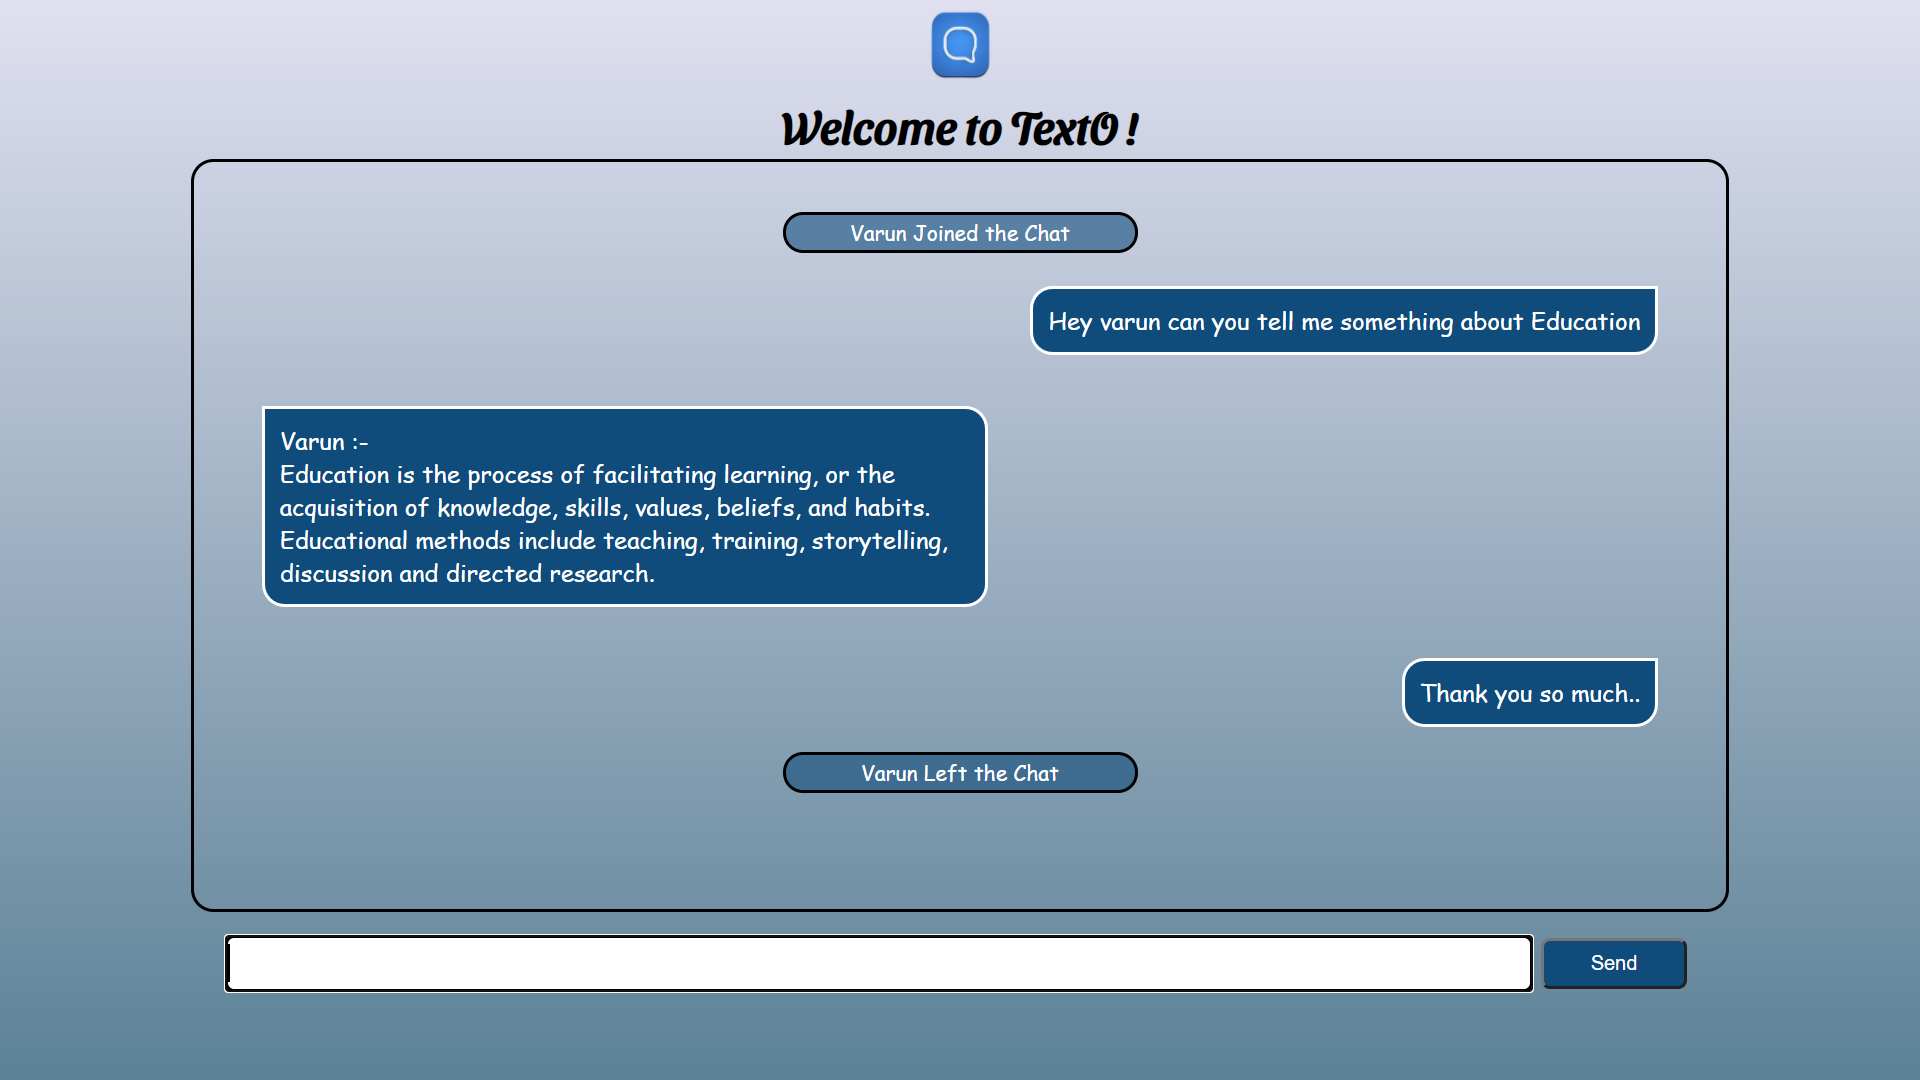 Welcome to TextO !
Varun Joined the Chat
Hey varun can you tell me something about Education
Varun :-
Education is the process of facilitating learning, or the
acquisition of knowledge, skills, values, beliefs, and habits.
Educational methods include teaching, training, storytelling,
discussion and directed research.
Thank you so much..
Varun Left the Chat
Send